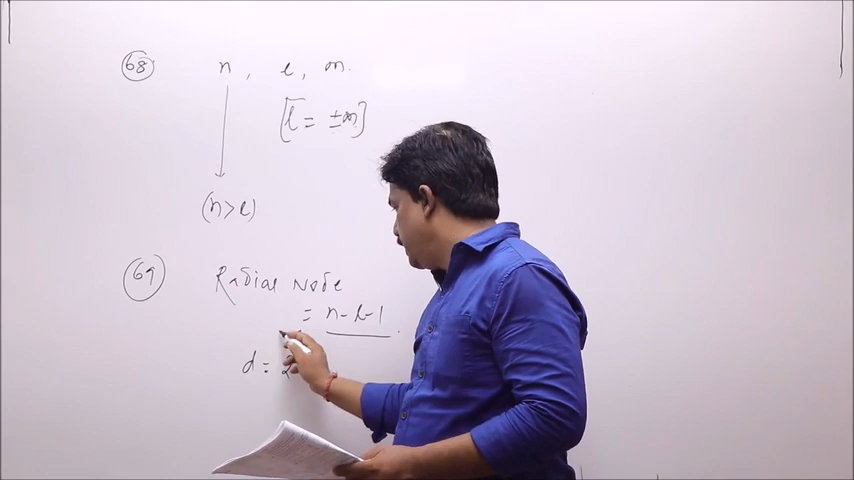 68 n, l, m.
[l = ±m]
(n>l)
69 Radial Node
= n-l-1
d = 2